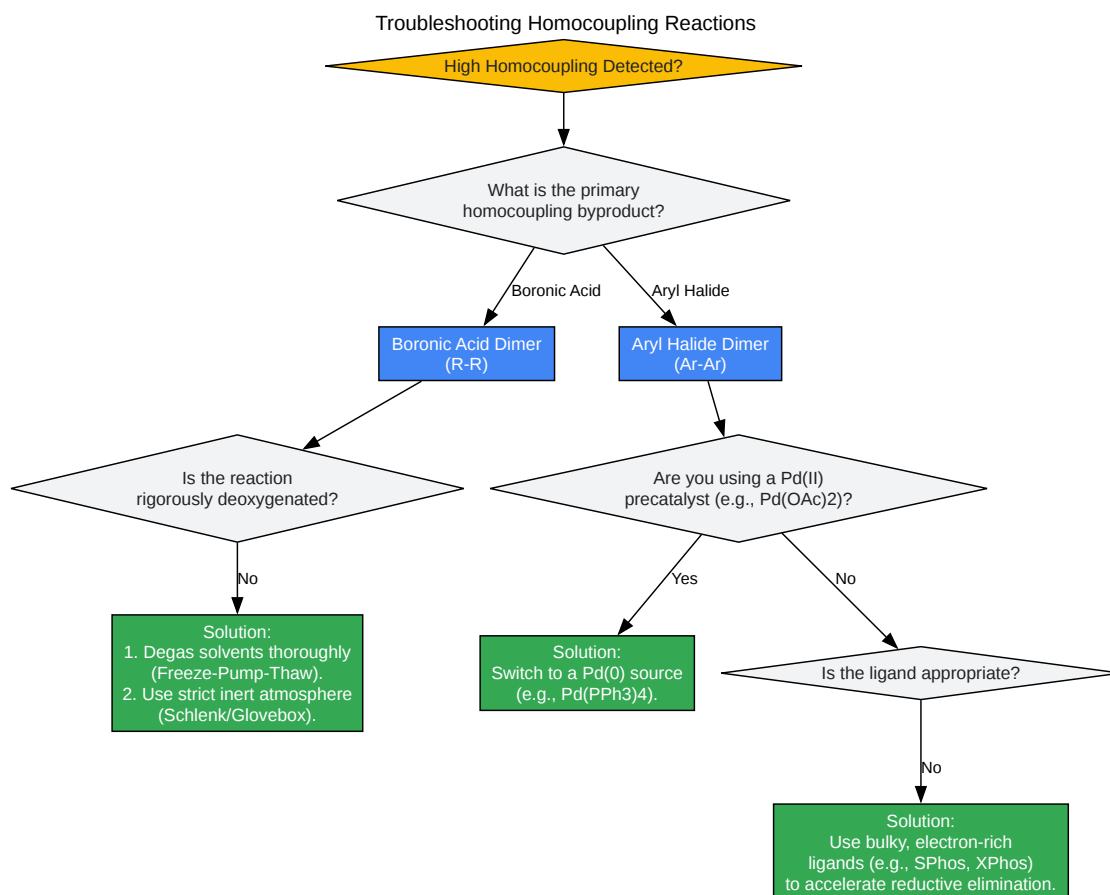 Troubleshooting Homocoupling Reactions
High Homocoupling Detected?
What is the primary
homocoupling byproduct?
Boronic Acid
Aryl Halide
Boronic Acid Dimer
(R-R)
Aryl Halide Dimer
(Ar-Ar)
Is the reaction
rigorously deoxygenated?
Are you using a Pd(II)
precatalyst (e.g., Pd(OAc)2)?
No
Yes
No
Solution:
1. Degas solvents thoroughly
(Freeze-Pump-Thaw).
2. Use strict inert atmosphere
(Schlenk/Glovebox).
Solution:
Switch to a Pd(0) source
(e.g., Pd(PPh3)4).
Is the ligand appropriate?
No
Solution:
Use bulky, electron-rich
ligands (e.g., SPhos, XPhos)
to accelerate reductive elimination.